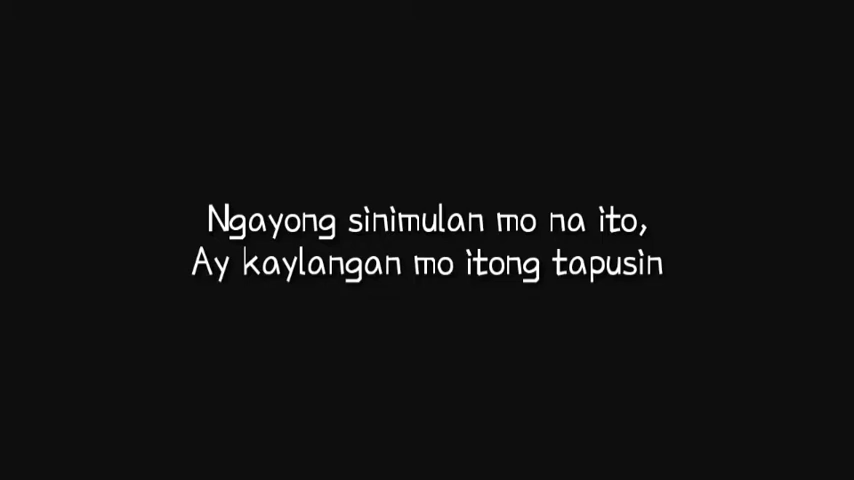 Ngayong sinimulan mo na ito,
Ay kaylangan mo itong tapusin